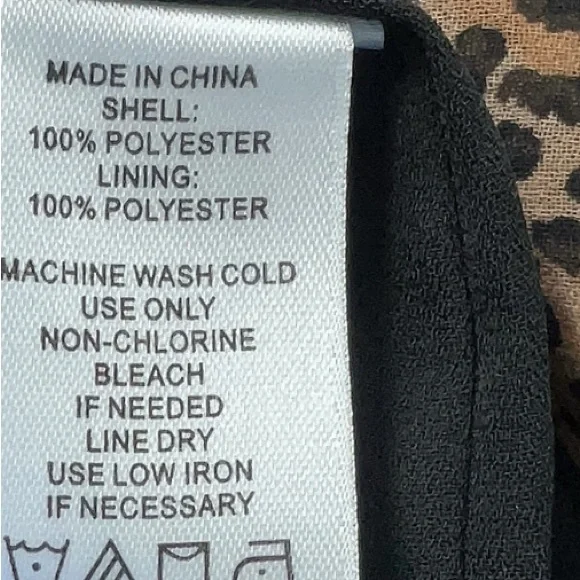 MADE IN CHINA
SHELL:
100% POLYESTER
LINING:
100% POLYESTER
MACHINE WASH COLD
USE ONLY
NON-CHLORINE
BLEACH
IF NEEDED
LINE DRY
USE LOW IRON
IF NECESSARY